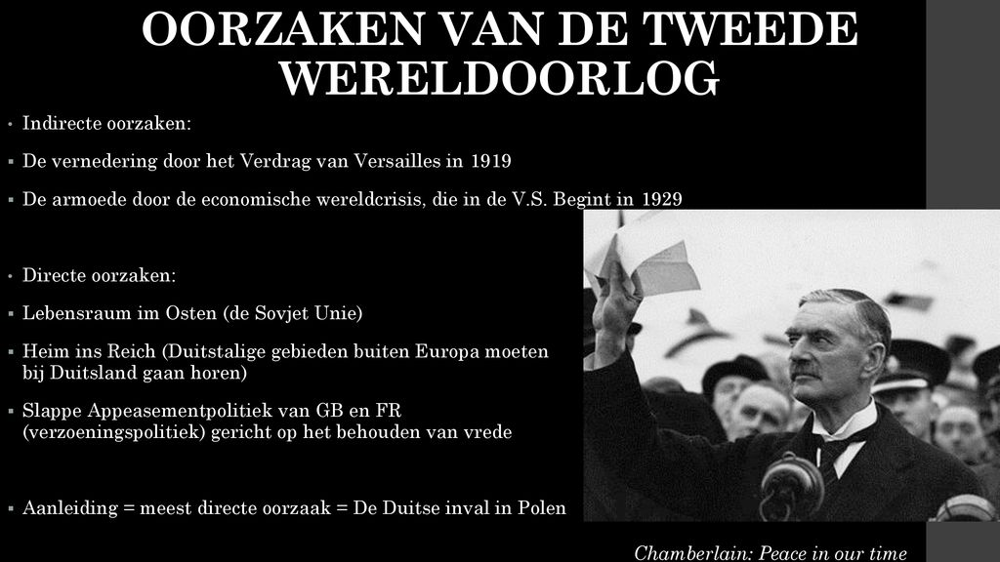 OORZAKEN VAN DE TWEEDE
WERELDOORLOG
• Indirecte oorzaken:
▪ De vernedering door het Verdrag van Versailles in 1919
▪ De armoede door de economische wereldcrisis, die in de V.S. Begint in 1929
• Directe oorzaken:
▪ Lebensraum im Osten (de Sovjet Unie)
▪ Heim ins Reich (Duitstalige gebieden buiten Europa moeten
bij Duitsland gaan horen)
▪ Slappe Appeasementpolitiek van GB en FR
(verzoeningspolitiek) gericht op het behouden van vrede
▪ Aanleiding = meest directe oorzaak = De Duitse inval in Polen
Chamberlain: Peace in our time